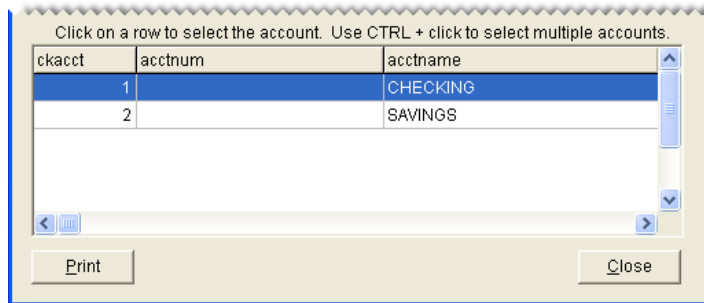 Click on a row to select the account. Use CTRL + click to select multiple accounts.
ckacct acctnum acctname
1 CHECKING
2 SAVINGS
Print Close